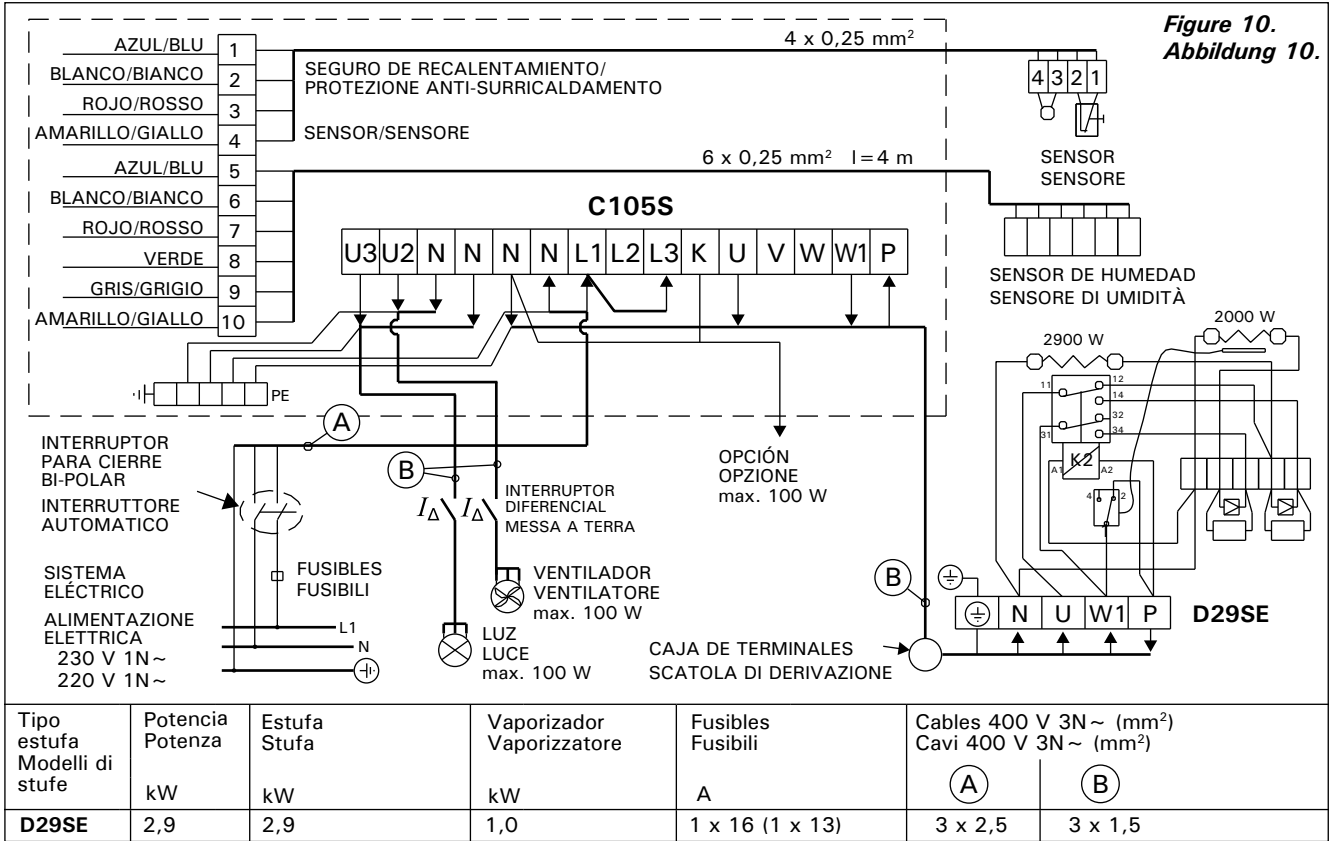 Figure 10.
Abbildung 10.
AZUL/BLU 1
BLANCO/BIANCO 2
ROJO/ROSSO 3
AMARILLO/GIALLO 4
AZUL/BLU 5
BLANCO/BIANCO 6
ROJO/ROSSO 7
VERDE 8
GRIS/GRIGIO 9
AMARILLO/GIALLO 10
SEGURO DE RECALENTAMIENTO/
PROTEZIONE ANTI-SURRICALDAMENTO
SENSOR/SENSORE
4 x 0,25 mm²
4 3 2 1
SENSOR
SENSORE
6 x 0,25 mm² l=4 m
SENSOR DE HUMEDAD
SENSORE DI UMIDITÀ
C105S
U3 U2 N N N N L1 L2 L3 K U V W W1 P
PE
A
B
INTERRUPTOR
PARA CIERRE
BI-POLAR
INTERRUTTORE
AUTOMATICO
SISTEMA
ELÉCTRICO
ALIMENTAZIONE
ELETTRICA
230 V 1N~
220 V 1N~
FUSIBLES
FUSIBILI
L1
N
IΔ IΔ
INTERRUPTOR
DIFERENCIAL
MESSA A TERRA
VENTILADOR
VENTILATORE
max. 100 W
LUZ
LUCE
max. 100 W
OPCIÓN
OPZIONE
max. 100 W
CAJA DE TERMINALES
SCATOLA DI DERIVAZIONE
B
2900 W
2000 W
11 12
14
32
31 34
A1 K2 A2
4 2
N U W1 P
D29SE
Tipo estufa Modelli di stufe
Potencia Potenza kW
Estufa Stufa kW
Vaporizador Vaporizzatore kW
Fusibles Fusibili A
Cables 400 V 3N~ (mm²)
Cavi 400 V 3N~ (mm²)
A B
D29SE 2,9 2,9 1,0 1 x 16 (1 x 13) 3 x 2,5 3 x 1,5